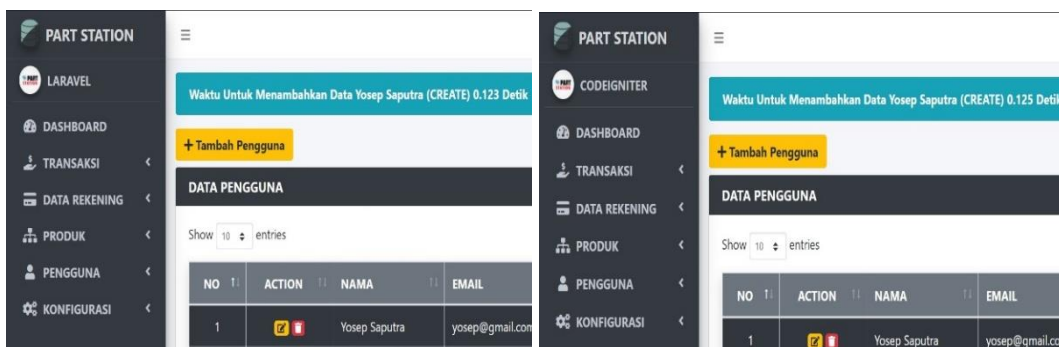 PART STATION
LARAVEL
DASHBOARD
TRANSAKSI
DATA REKENING
PRODUK
PENGGUNA
KONFIGURASI
Waktu Untuk Menambahkan Data Yosep Saputra (CREATE) 0.123 Detik
+ Tambah Pengguna
DATA PENGGUNA
Show 10 entries
NO ACTION NAMA EMAIL
1 Yosep Saputra yosep@gmail.com
PART STATION
CODEIGNITER
DASHBOARD
TRANSAKSI
DATA REKENING
PRODUK
PENGGUNA
KONFIGURASI
Waktu Untuk Menambahkan Data Yosep Saputra (CREATE) 0.125 Detik
+ Tambah Pengguna
DATA PENGGUNA
Show 10 entries
NO ACTION NAMA EMAIL
1 Yosep Saputra yosep@gmail.co